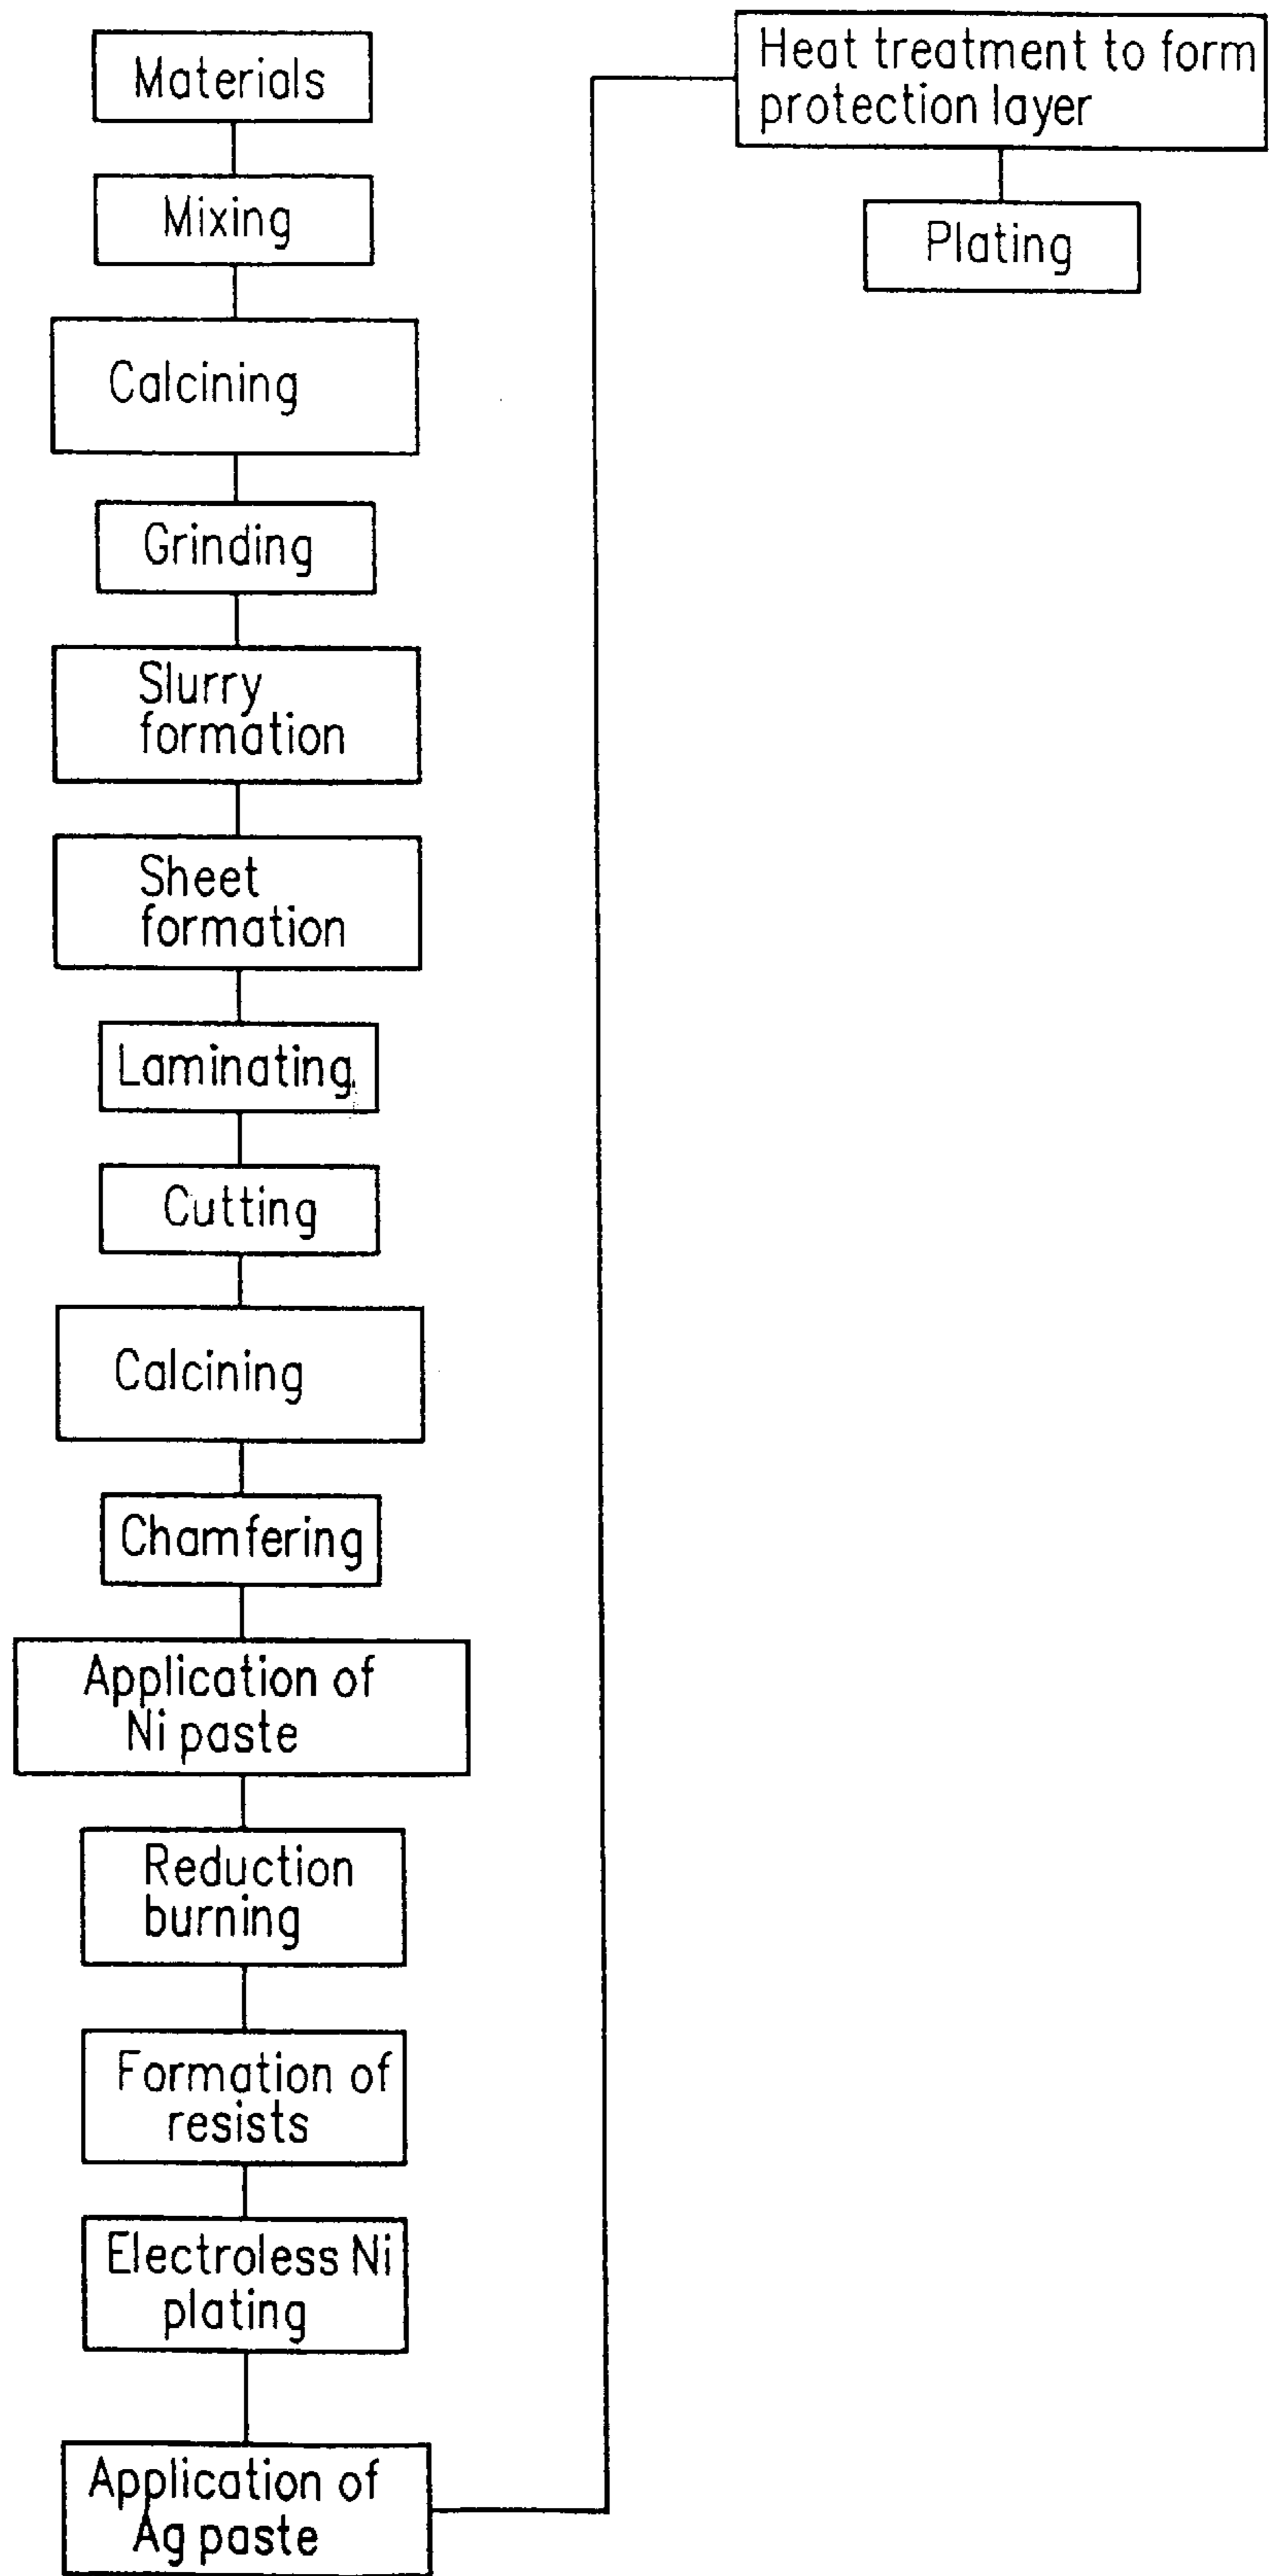 Materials
Mixing
Calcining
Grinding
Slurry
formation
Sheet
formation
Laminating
Cutting
Calcining
Chamfering
Application of
Ni paste
Reduction
burning
Formation of
resists
Electroless Ni
plating
Application of
Ag paste
Heat treatment to form
protection layer
Plating